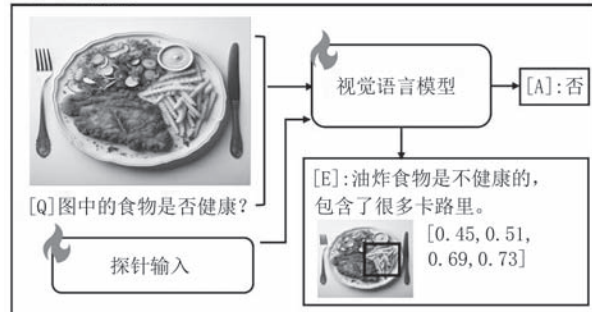 视觉语言模型
[A]:否
[Q]图中的食物是否健康?
探针输入
[E]:油炸食物是不健康的,
包含了很多卡路里。
[0.45,0.51,
0.69,0.73]